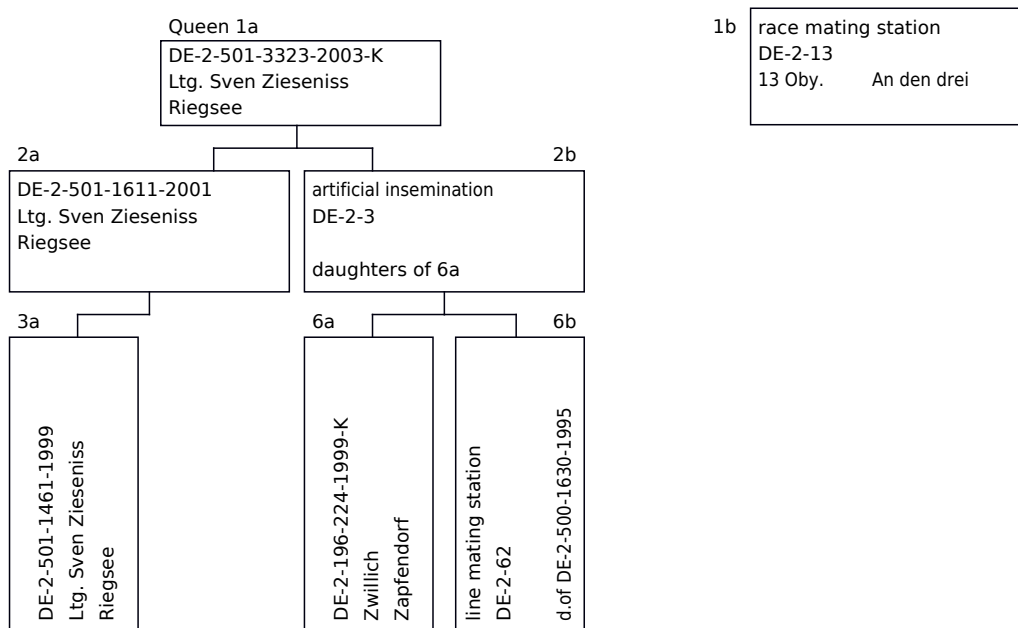 Queen 1a
DE-2-501-3323-2003-K
Ltg. Sven Zieseniss
Riegsee
1b
race mating station
DE-2-13
13 Oby. An den drei
2a
DE-2-501-1611-2001
Ltg. Sven Zieseniss
Riegsee
2b
artificial insemination
DE-2-3
daughters of 6a
3a
DE-2-501-1461-1999
Ltg. Sven Zieseniss
Riegsee
6a
DE-2-196-224-1999-K
Zwillich
Zapfendorf
6b
line mating station
DE-2-62
d.of DE-2-500-1630-1995